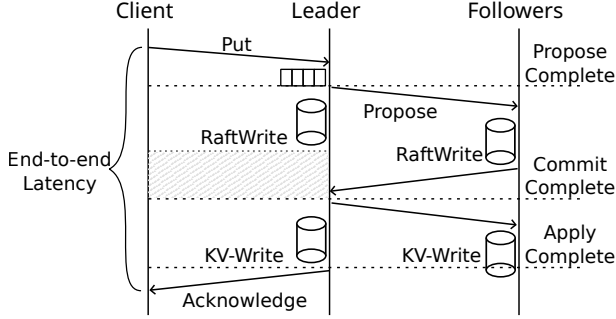 Client
Leader
Followers
Put
Propose
Complete
Propose
RaftWrite
RaftWrite
End-to-end
Latency
Commit
Complete
Apply
Complete
KV-Write
KV-Write
Acknowledge